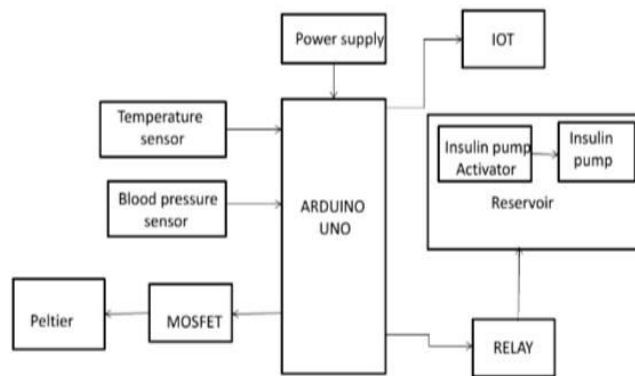 Power supply
IOT
Temperature
sensor
Blood pressure
sensor
ARDUINO
UNO
Insulin pump
Activator
Insulin
pump
Reservoir
Peltier
MOSFET
RELAY